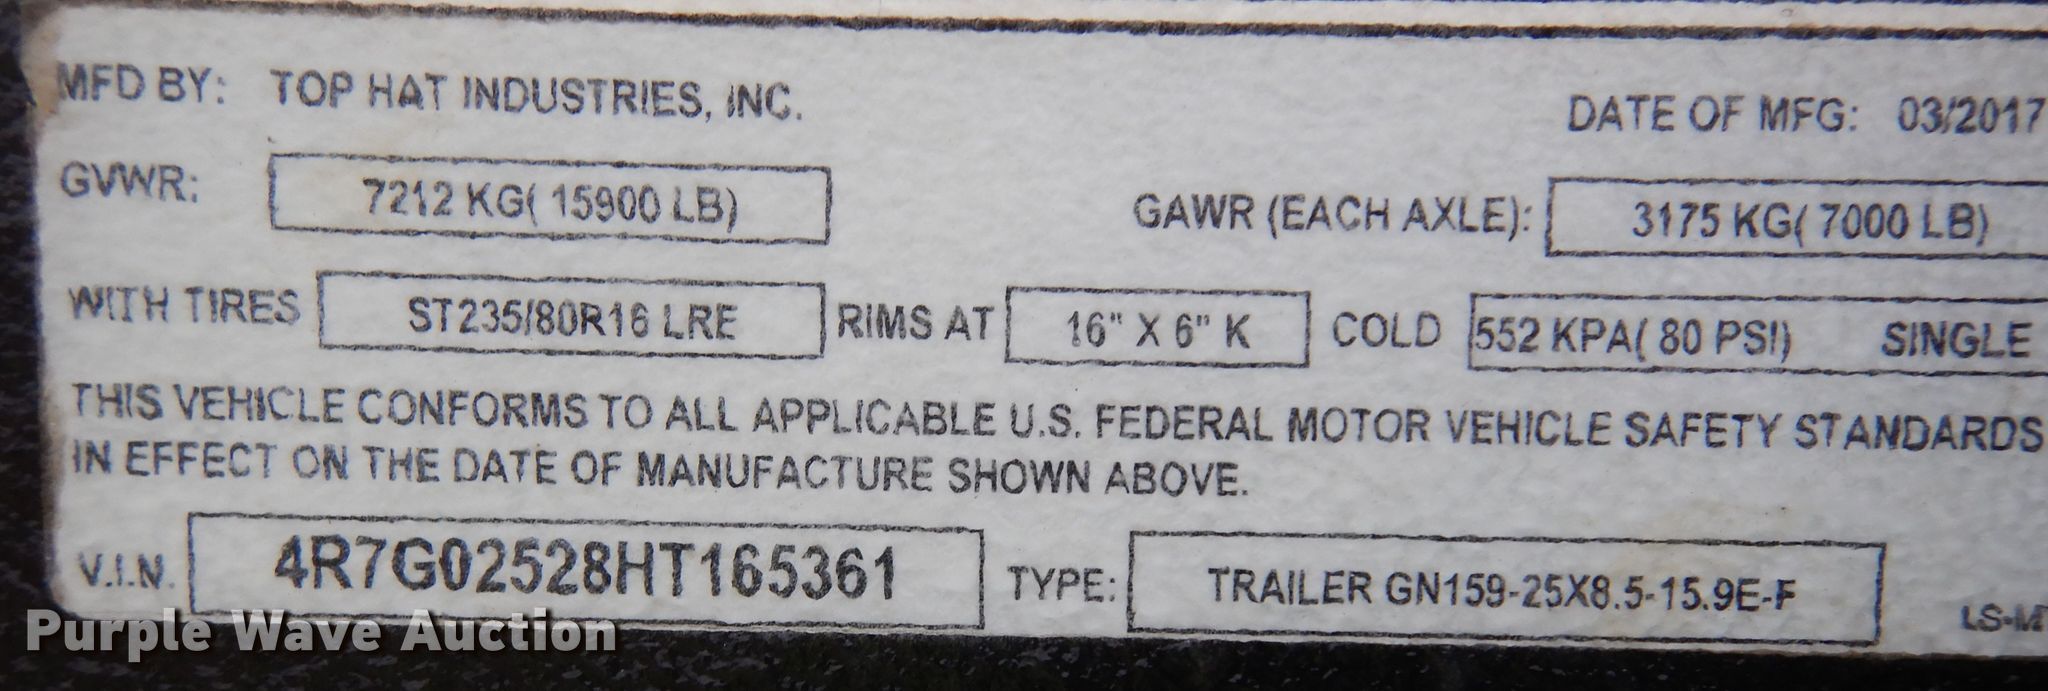 MFD BY: TOP HAT INDUSTRIES, INC. DATE OF MFG: 03/2017
GVWR: 7212 KG( 15900 LB) GAWR (EACH AXLE): 3175 KG( 7000 LB)
WITH TIRES ST235/80R16 LRE RIMS AT 16" X 6" K COLD 552 KPA( 80 PSI) SINGLE
THIS VEHICLE CONFORMS TO ALL APPLICABLE U.S. FEDERAL MOTOR VEHICLE SAFETY STANDARDS
IN EFFECT ON THE DATE OF MANUFACTURE SHOWN ABOVE.
V.I.N. 4R7G02528HT165361 TYPE: TRAILER GN159-25X8.5-15.9E-F
Purple Wave Auction